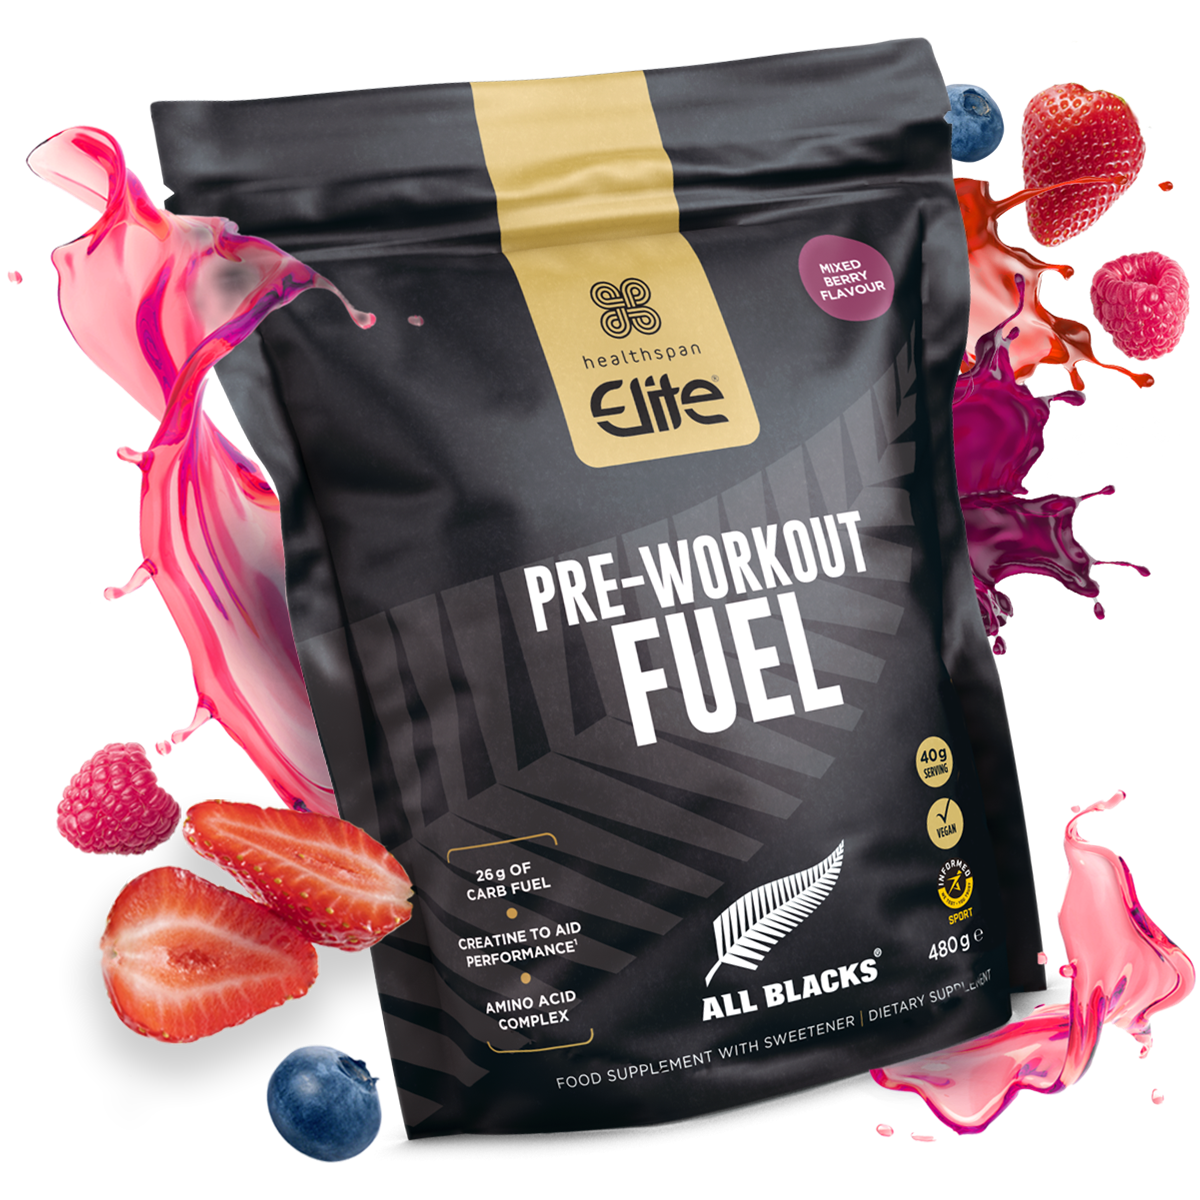 MIXED
BERRY
FLAVOUR
healthspan
Elite®
PRE-WORKOUT
FUEL
40g
SERVING
VEGAN
INFORMED
SPORT
480g e
26g OF
CARB FUEL
CREATINE TO AID
PERFORMANCE¹
AMINO ACID
COMPLEX
ALL BLACKS®
FOOD SUPPLEMENT WITH SWEETENER | DIETARY SUPPLEMENT